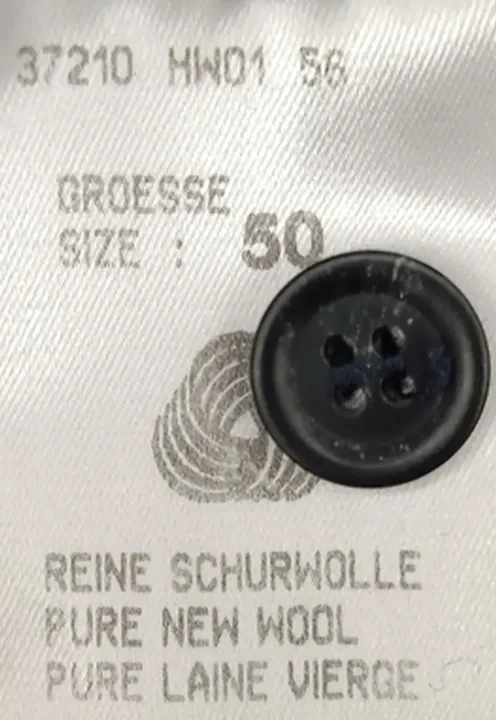 37210 HW01 56
GROESSE
SIZE : 50
REINE SCHURWOLLE
PURE NEW WOOL
PURE LAINE VIERGE